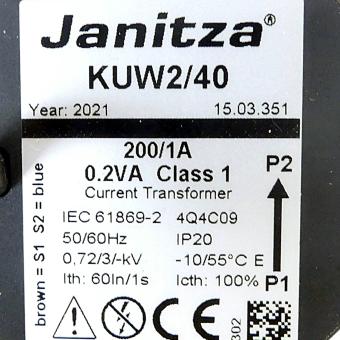 Janitza®
KUW2/40
Year: 2021 15.03.351
200/1A
0.2VA Class 1
Current Transformer
P2
IEC 61869-2 4Q4C09
50/60Hz IP20
0,72/3/-kV -10/55°C E
Ith: 60In/1s Icth: 100%
P1
brown = S1 S2 = blue
CE
302